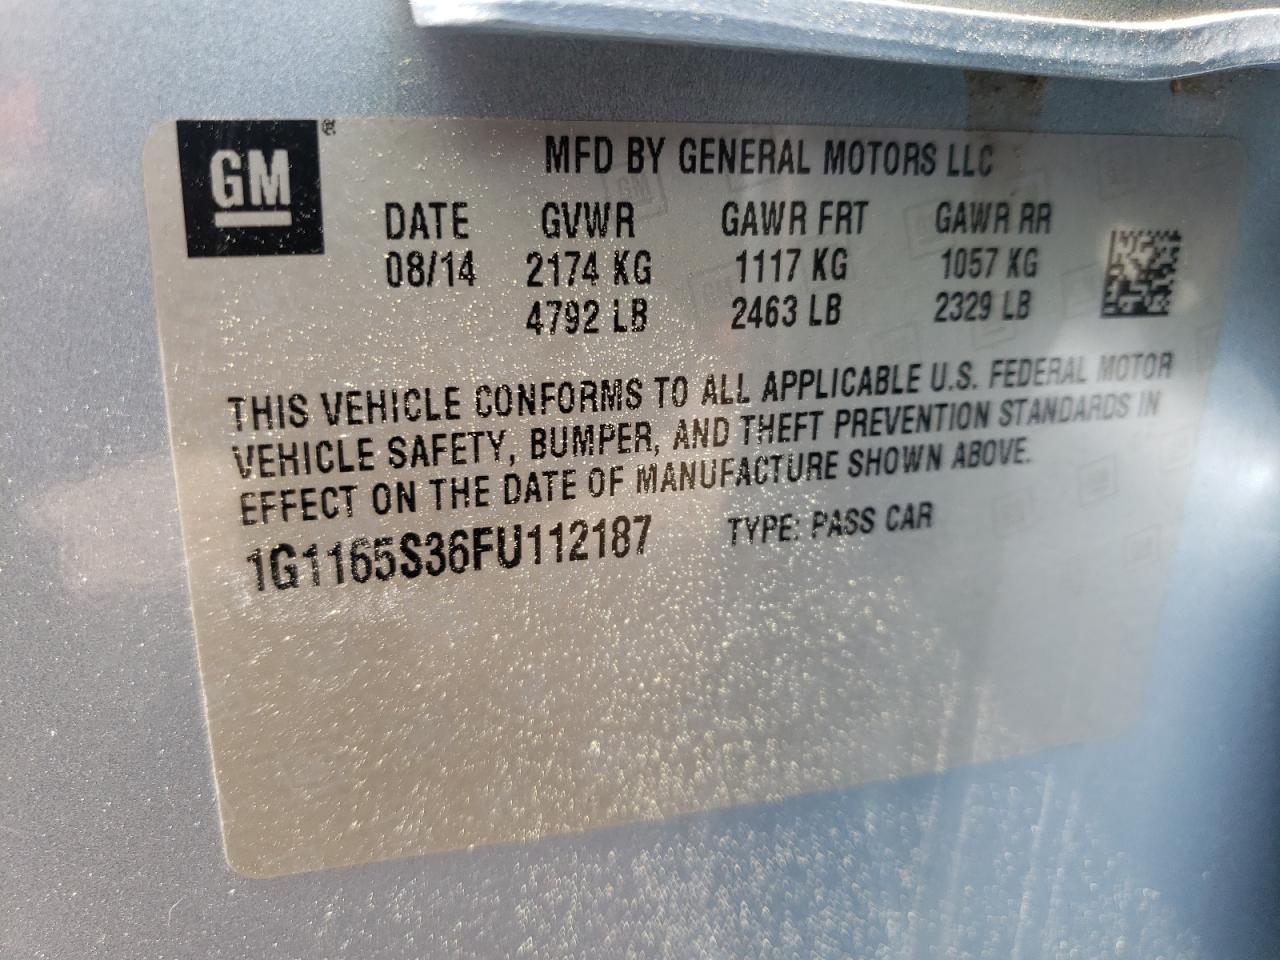 GM
MFD BY GENERAL MOTORS LLC
DATE GVWR GAWR FRT GAWR RR
08/14 2174 KG 1117 KG 1057 KG
4792 LB 2463 LB 2329 LB
THIS VEHICLE CONFORMS TO ALL APPLICABLE U.S. FEDERAL MOTOR
VEHICLE SAFETY, BUMPER, AND THEFT PREVENTION STANDARDS IN
EFFECT ON THE DATE OF MANUFACTURE SHOWN ABOVE.
1G1165S36FU112187 TYPE: PASS CAR